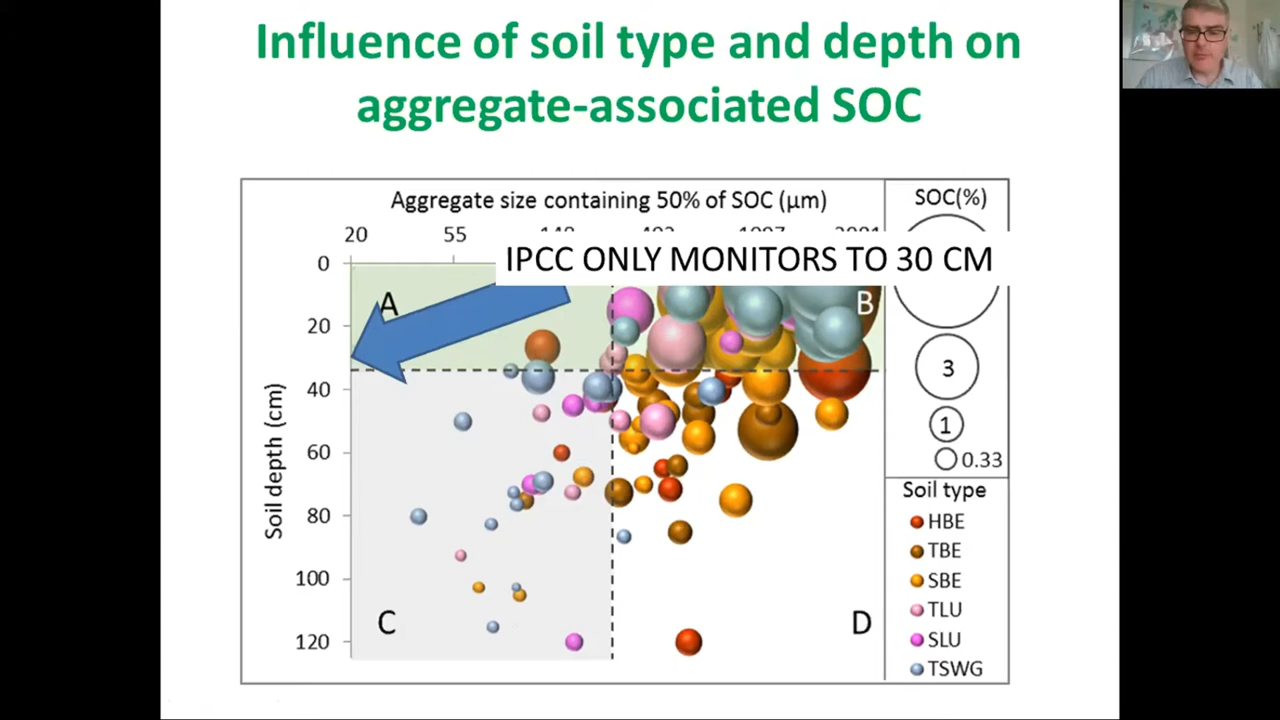 Influence of soil type and depth on
aggregate-associated SOC
Aggregate size containing 50% of SOC (µm)
SOC(%)
20
55
IPCC ONLY MONITORS TO 30 CM
0
20
40
60
80
100
120
Soil depth (cm)
A
B
C
D
3
1
0.33
Soil type
HBE
TBE
SBE
TLU
SLU
TSWG